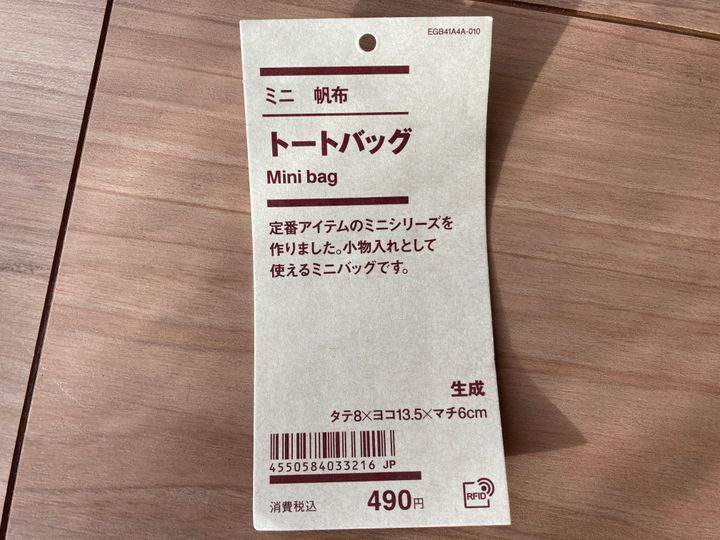 EGB41A4A-010
ミニ 帆布
トートバッグ
Mini bag
定番アイテムのミニシリーズを
作りました。小物入れとして
使えるミニバッグです。
生成
タテ8×ヨコ13.5×マチ6cm
4550584033216 JP
消費税込 490円
RFID